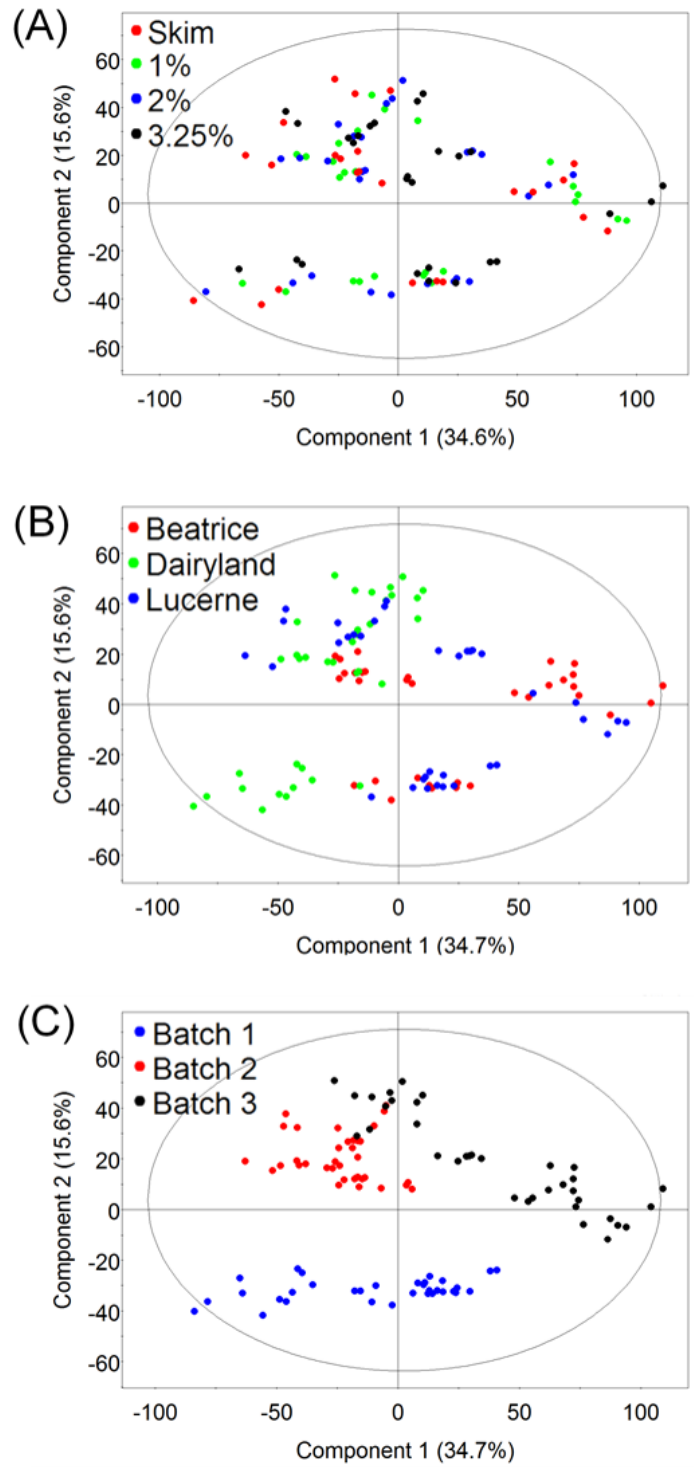 (A)
Skim
1%
2%
3.25%
60
40
20
0
-20
-40
-60
Component 2 (15.6%)
-100 -50 0 50 100
Component 1 (34.6%)
(B)
Beatrice
Dairyland
Lucerne
60
40
20
0
-20
-40
-60
Component 2 (15.6%)
-100 -50 0 50 100
Component 1 (34.7%)
(C)
Batch 1
Batch 2
Batch 3
60
40
20
0
-20
-40
-60
Component 2 (15.6%)
-100 -50 0 50 100
Component 1 (34.7%)